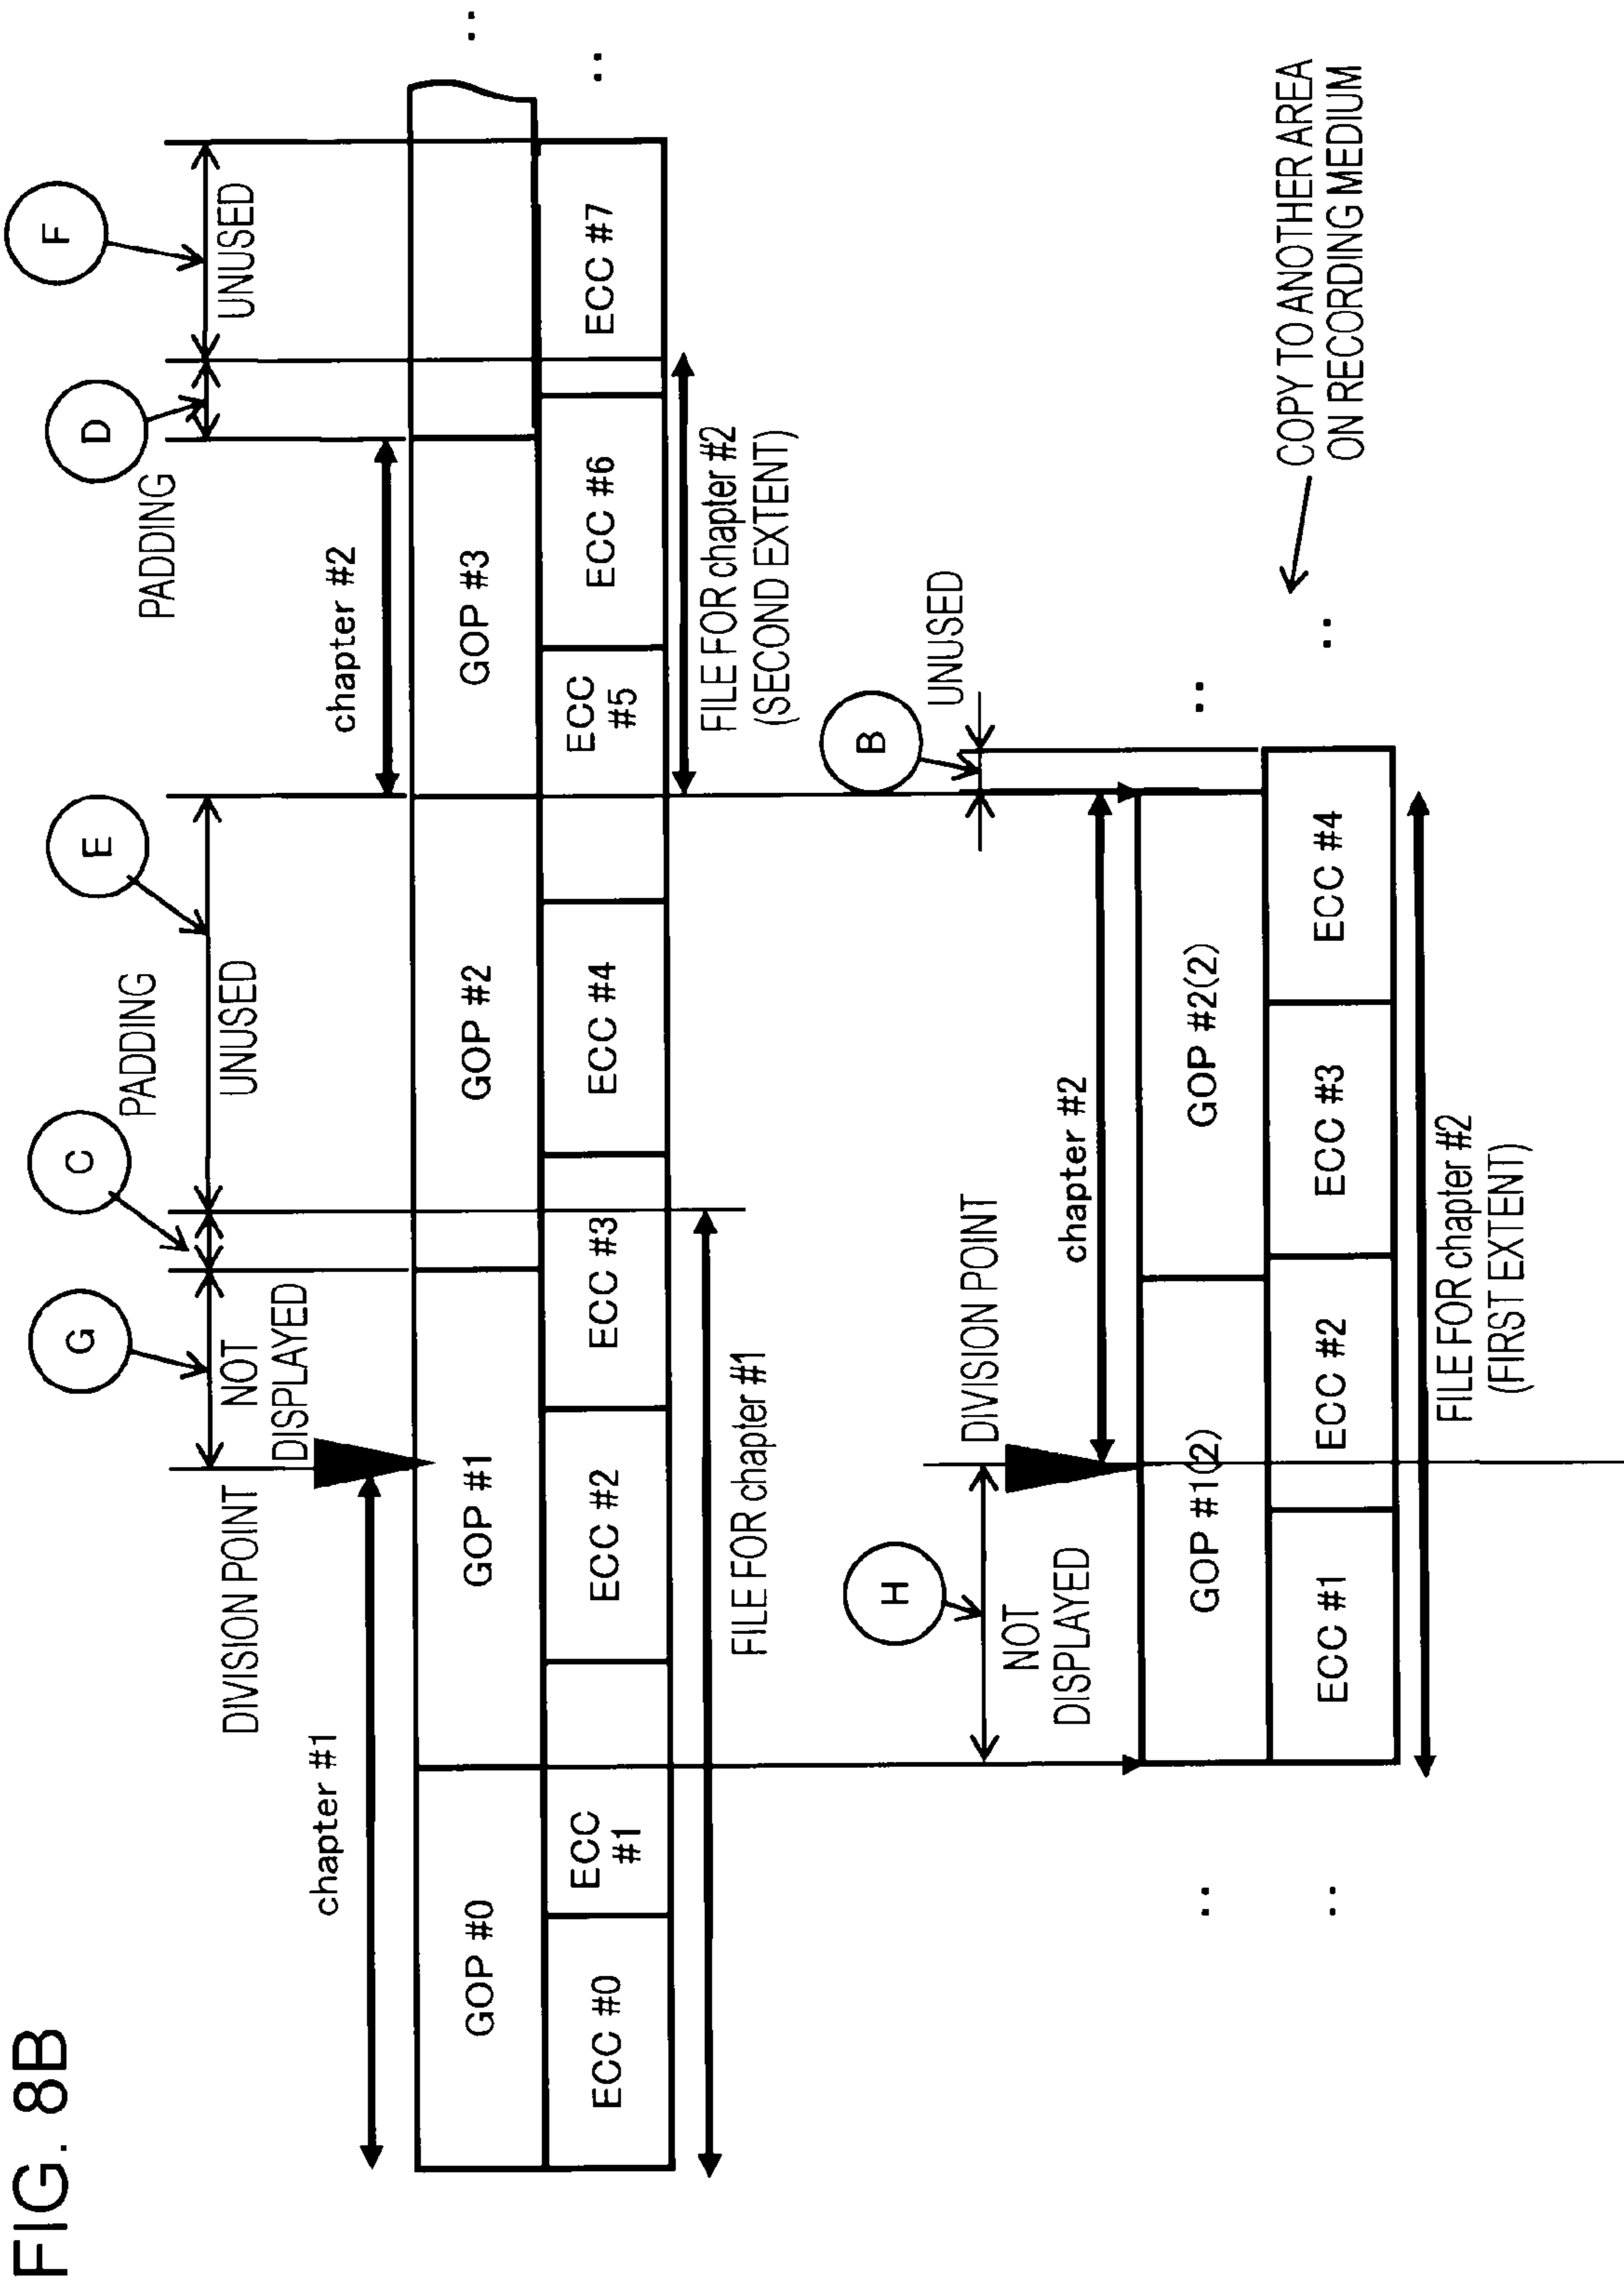 FIG. 8B
F
D
E
C
G
PADDING
UNUSED
PADDING
UNUSED
NOT
DISPLAYED
DIVISION POINT
chapter #1
chapter #2
GOP #0
GOP #1
GOP #2
GOP #3
: :
ECC #0
ECC
#1
ECC #2
ECC #3
ECC #4
ECC
#5
ECC #6
ECC #7
: :
FILE FOR chapter #1
FILE FOR chapter #2
(SECOND EXTENT)
B
H
UNUSED
DIVISION POINT
NOT
DISPLAYED
chapter #2
: :
GOP #1(2)
GOP #2(2)
: :
: :
ECC #1
ECC #2
ECC #3
ECC #4
: :
FILE FOR chapter #2
(FIRST EXTENT)
COPY TO ANOTHER AREA
ON RECORDING MEDIUM